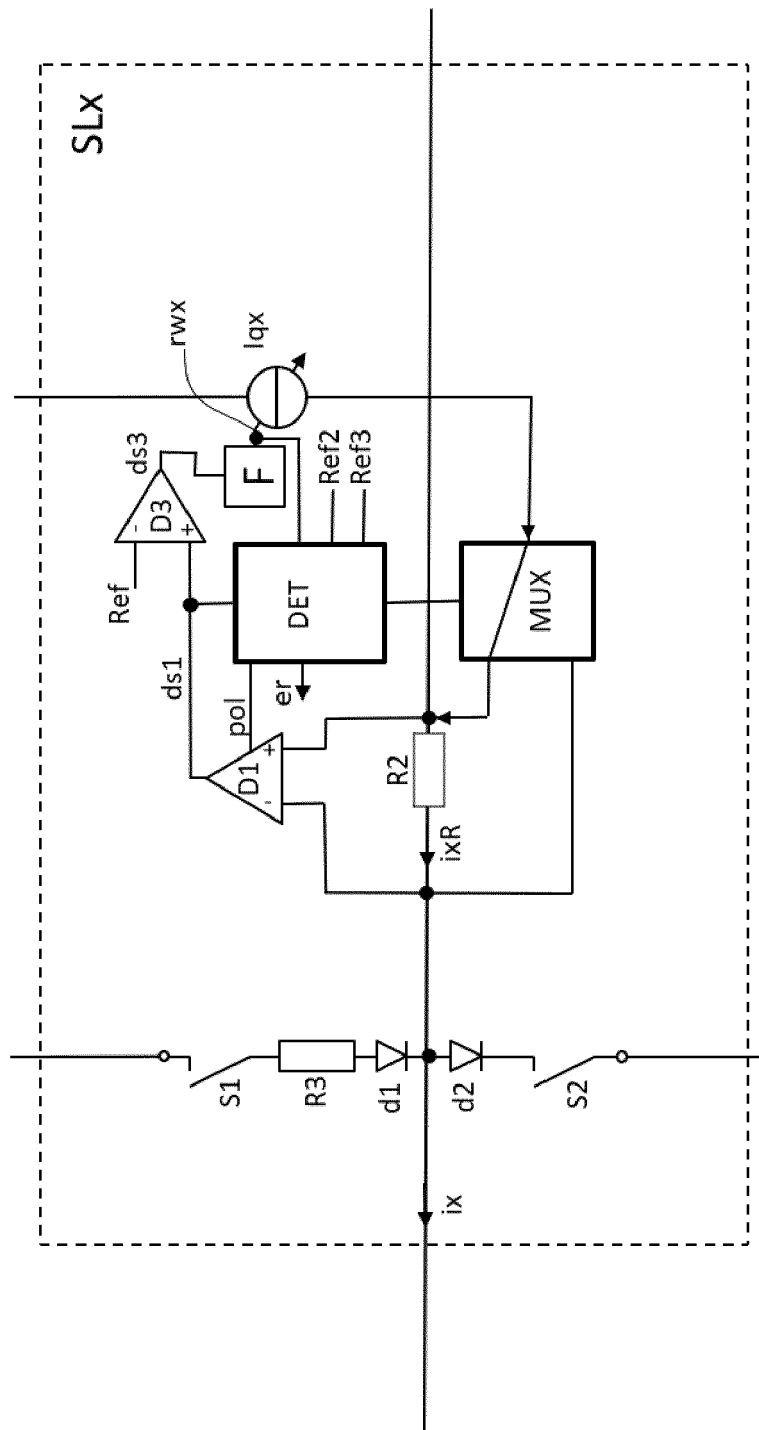 SLx
Ref
ds3
-
D3
+
ds1
rwx
S1
pol
D1
-
+
F
Iqx
er
DET
R3
Ref2
Ref3
d1
R2
ixR
ix
d2
MUX
S2